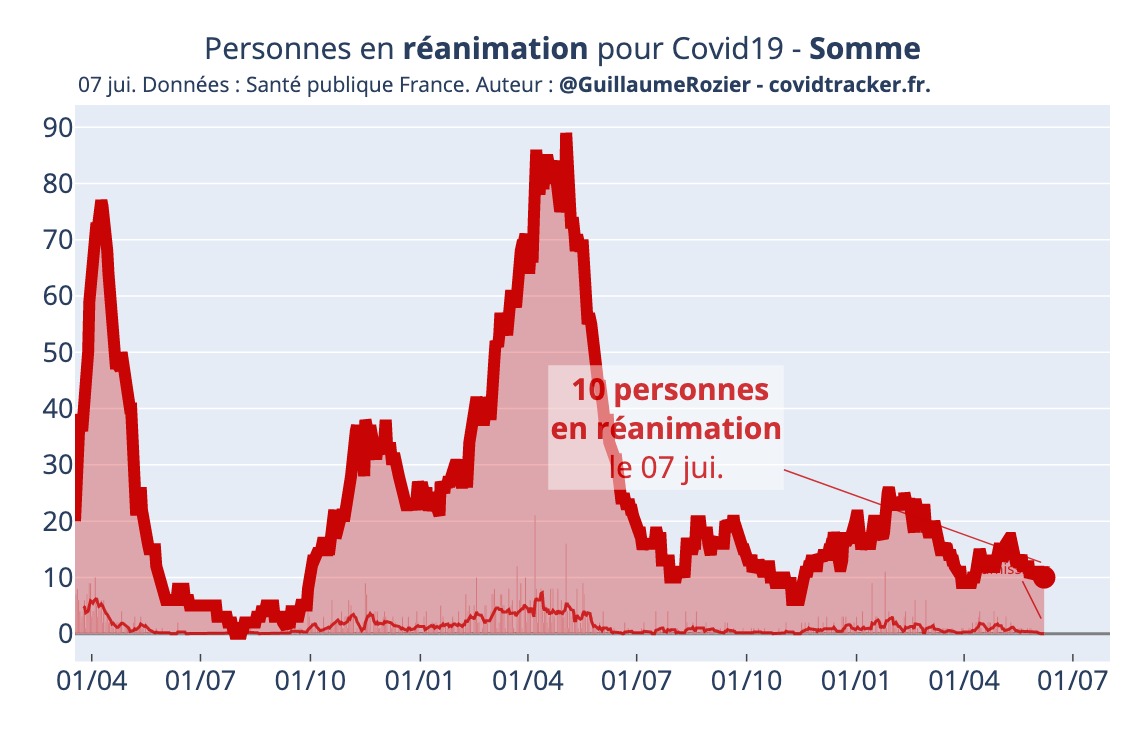 Personnes en réanimation pour Covid19 - Somme
07 jui. Données : Santé publique France. Auteur : @GuillaumeRozier - covidtracker.fr.
90
80
70
60
50
40
30
20
10
0
10 personnes
en réanimation
le 07 jui.
01/04 01/07 01/10 01/01 01/04 01/07 01/10 01/01 01/04 01/07